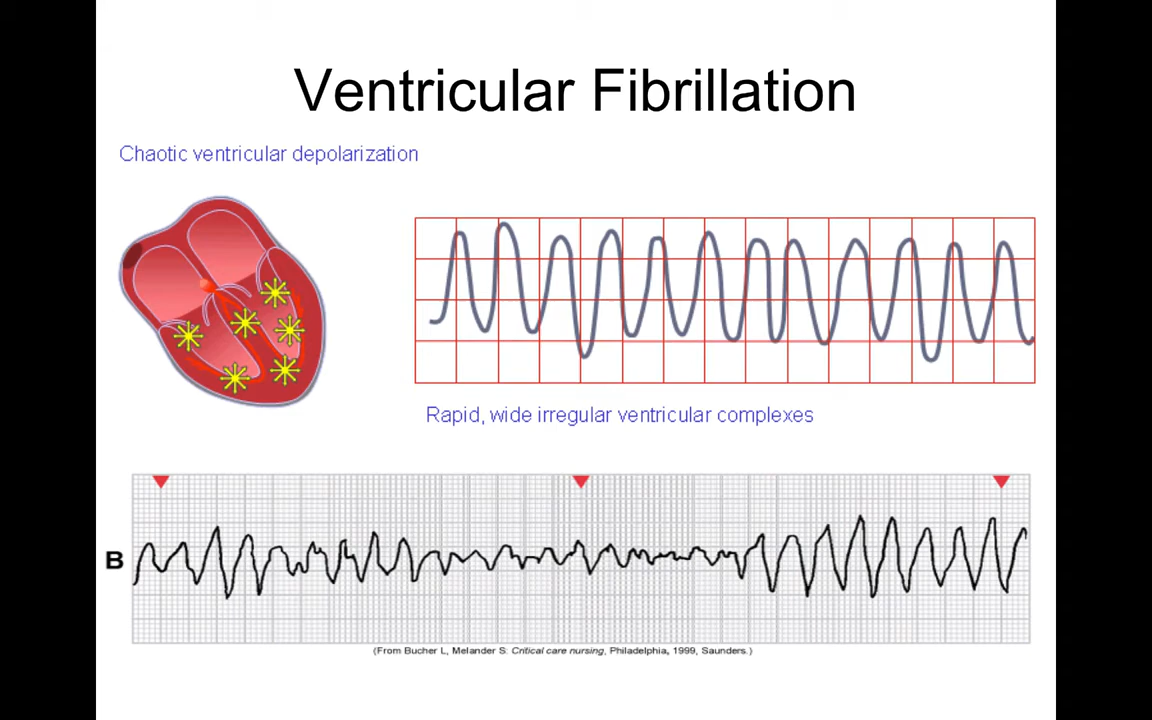 Ventricular Fibrillation
Chaotic ventricular depolarization
Rapid, wide irregular ventricular complexes
B
(From Bucher L, Melander S: Critical care nursing, Philadelphia, 1999, Saunders.)